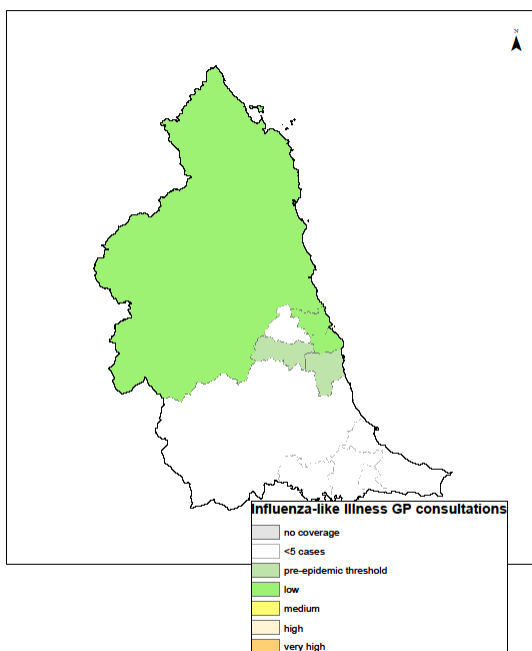 N
Influenza-like Illness GP consultations
no coverage
<5 cases
pre-epidemic threshold
low
medium
high
very high